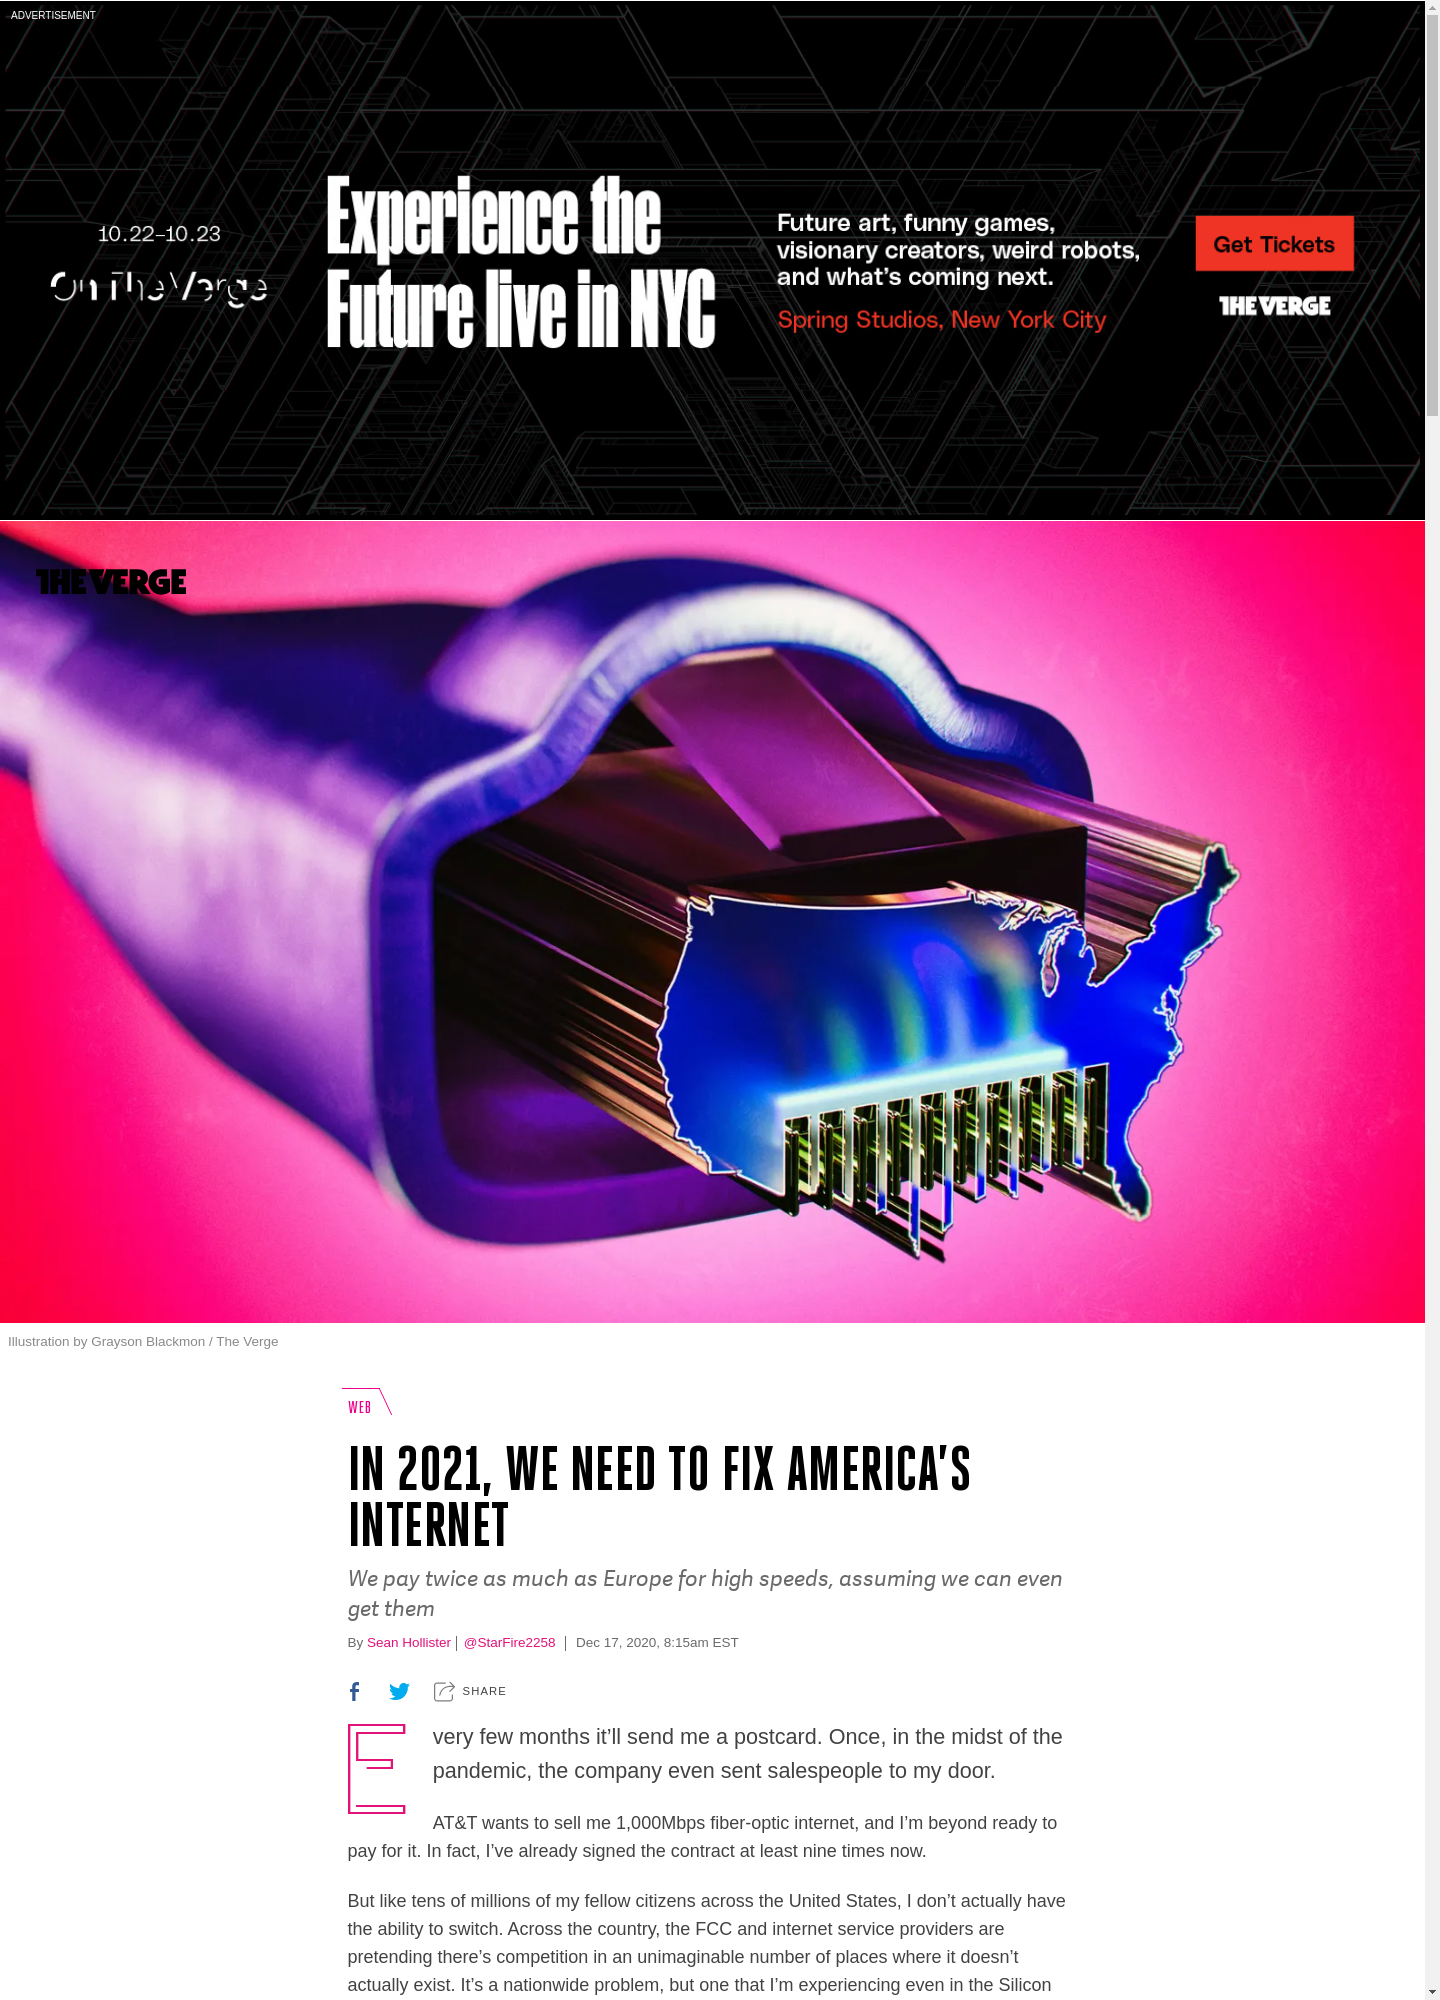 ADVERTISEMENT
10.22–10.23
On The Verge
Experience the
Future live in NYC
Future art, funny games,
visionary creators, weird robots,
and what's coming next.
Spring Studios, New York City
Get Tickets
THE VERGE
THE VERGE
Illustration by Grayson Blackmon / The Verge
WEB
IN 2021, WE NEED TO FIX AMERICA'S
INTERNET
We pay twice as much as Europe for high speeds, assuming we can even
get them
By Sean Hollister | @StarFire2258 | Dec 17, 2020, 8:15am EST
SHARE
Every few months it’ll send me a postcard. Once, in the midst of the
pandemic, the company even sent salespeople to my door.
AT&T wants to sell me 1,000Mbps fiber-optic internet, and I’m beyond ready to
pay for it. In fact, I’ve already signed the contract at least nine times now.
But like tens of millions of my fellow citizens across the United States, I don’t actually have
the ability to switch. Across the country, the FCC and internet service providers are
pretending there’s competition in an unimaginable number of places where it doesn’t
actually exist. It’s a nationwide problem, but one that I’m experiencing even in the Silicon